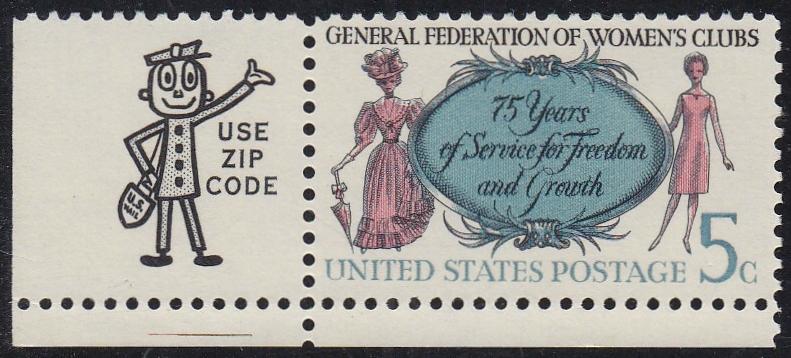 USE
ZIP
CODE
U.S.
MAIL
GENERAL FEDERATION OF WOMEN'S CLUBS
75 Years
of Service for Freedom
and Growth
UNITED STATES POSTAGE 5C